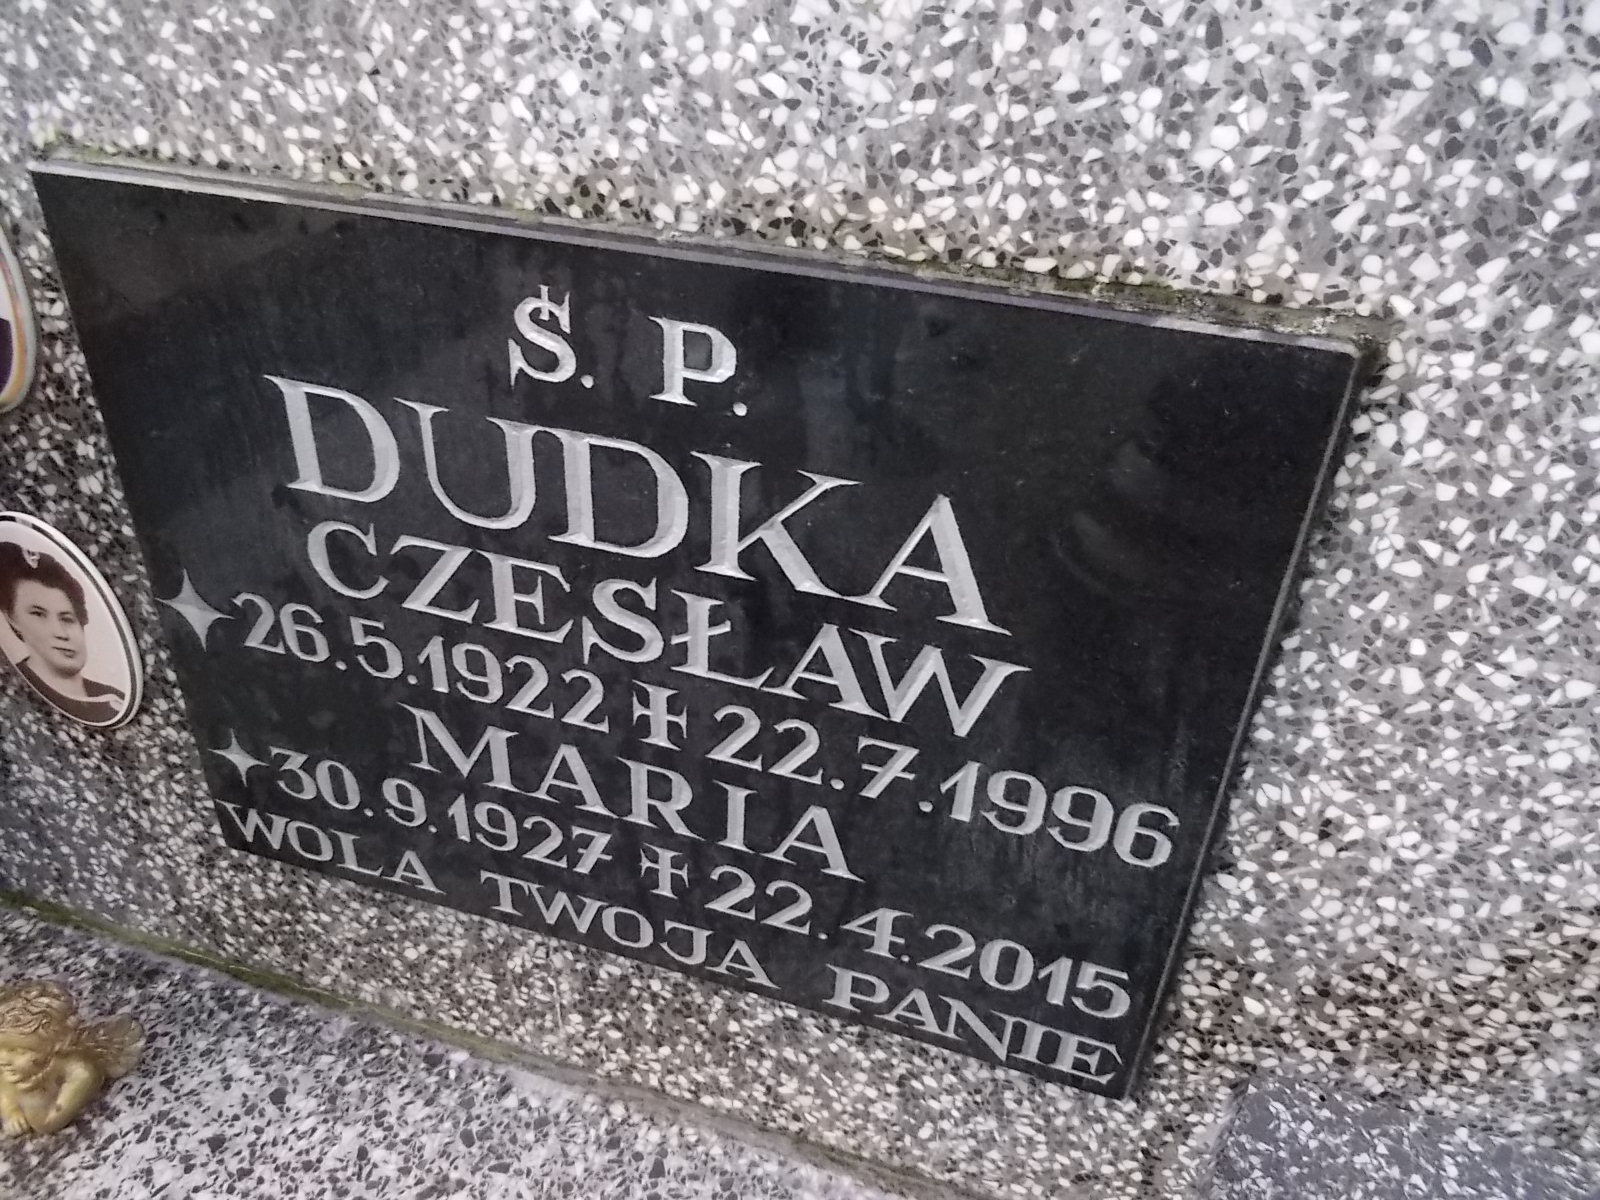 Ś. P.
DUDKA
CZESŁAW
26.5.1922 22.7.1996
MARIA
30.9.1927 22.4.2015
WOLA TWOJA PANIE